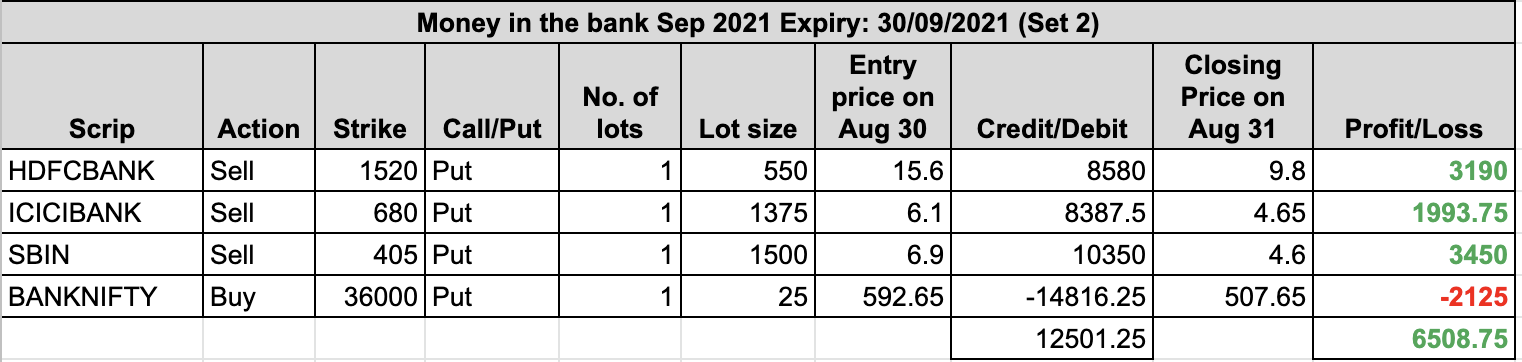 Money in the bank Sep 2021 Expiry: 30/09/2021 (Set 2)
Scrip Action Strike Call/Put No. of lots Lot size Entry price on Aug 30 Credit/Debit Closing Price on Aug 31 Profit/Loss
HDFCBANK Sell 1520 Put 1 550 15.6 8580 9.8 3190
ICICIBANK Sell 680 Put 1 1375 6.1 8387.5 4.65 1993.75
SBIN Sell 405 Put 1 1500 6.9 10350 4.6 3450
BANKNIFTY Buy 36000 Put 1 25 592.65 -14816.25 507.65 -2125
12501.25 6508.75